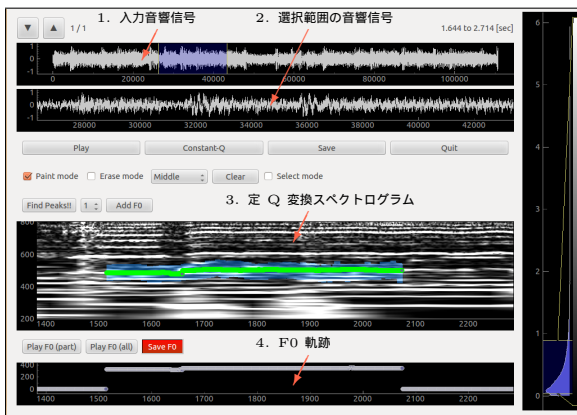 ▼ ▲ 1 / 1 1. 入力音響信号 2. 選択範囲の音響信号 1.644 to 2.714 [sec]
1
0
-1
0 20000 40000 60000 80000 100000
1
0
-1
28000 30000 32000 34000 36000 38000 40000 42000
Play Constant-Q Save Quit
Paint mode Erase mode Middle Clear Select mode
Find Peaks!! 1 Add F0 3. 定 Q 変換スペクトログラム
800
600
400
200
1400 1500 1600 1700 1800 1900 2000 2100 2200
Play F0 (part) Play F0 (all) Save F0 4. F0 軌跡
400
200
0
1400 1500 1600 1700 1800 1900 2000 2100 2200
6
5
4
3
2
1
0